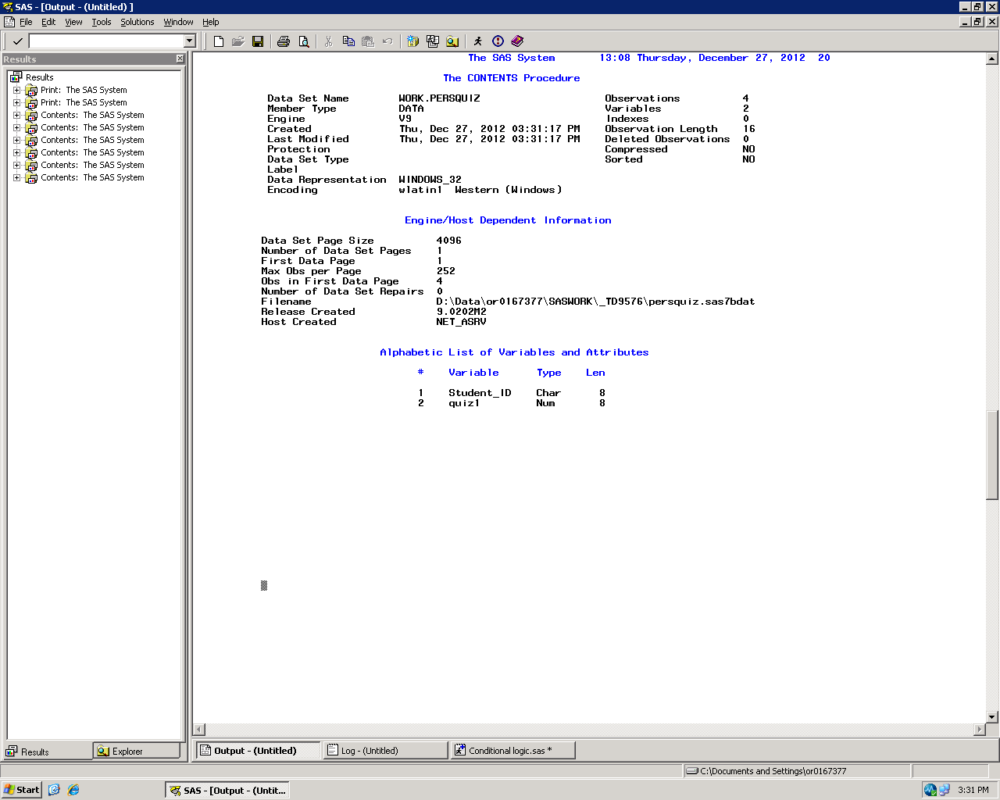 SAS - [Output - (Untitled) ]
File Edit View Tools Solutions Window Help
Results
Results
Print: The SAS System
Print: The SAS System
Contents: The SAS System
Contents: The SAS System
Contents: The SAS System
Contents: The SAS System
Contents: The SAS System
Contents: The SAS System
The SAS System 13:08 Thursday, December 27, 2012 20
The CONTENTS Procedure
Data Set Name WORK.PERSQUIZ Observations 4
Member Type DATA Variables 2
Engine V9 Indexes 0
Created Thu, Dec 27, 2012 03:31:17 PM Observation Length 16
Last Modified Thu, Dec 27, 2012 03:31:17 PM Deleted Observations 0
Protection Compressed NO
Data Set Type Sorted NO
Label
Data Representation WINDOWS_32
Encoding wlatin1 Western (Windows)
Engine/Host Dependent Information
Data Set Page Size 4096
Number of Data Set Pages 1
First Data Page 1
Max Obs per Page 252
Obs in First Data Page 4
Number of Data Set Repairs 0
Filename D:\Data\or0167377\SASWORK\_TD9576\persquiz.sas7bdat
Release Created 9.0202M2
Host Created NET_ASRV
Alphabetic List of Variables and Attributes
# Variable Type Len
1 Student_ID Char 8
2 quiz1 Num 8
Results Explorer
Output - (Untitled) Log - (Untitled) Conditional logic.sas *
C:\Documents and Settings\or0167377
Start SAS - [Output - (Untit... 3:31 PM